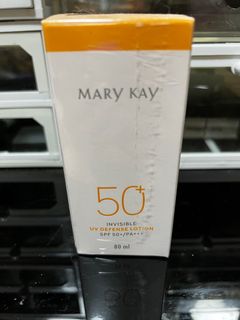 MARY KAY
50+
INVISIBLE
UV DEFENSE LOTION
SPF 50+/PA+++
80 ml